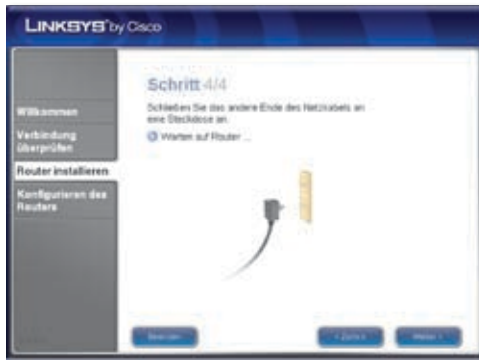 LINKSYS by Cisco
Schritt 4/4
Schließen Sie das andere Ende des Netzkabels an
eine Steckdose an.
Warten auf Router ...
Willkommen
Verbindung
überprüfen
Router installieren
Konfigurieren des
Routers
Beenden
< Zurück
Weiter >